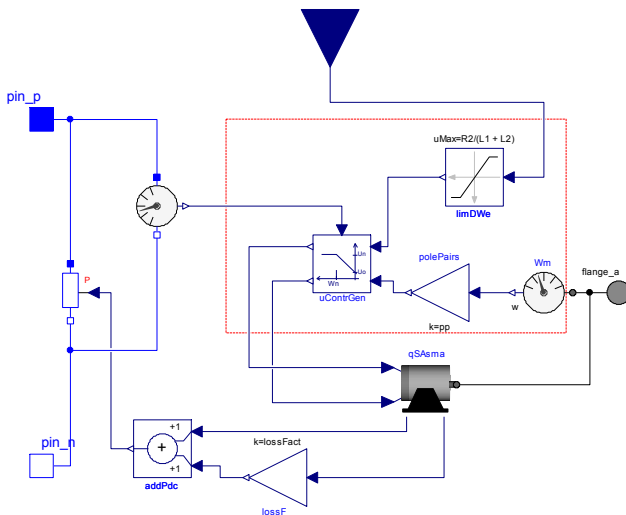 pin_p
uMax=R2/(L1 + L2)
limDWe
Un
Uo
Wn
uContrGen
polePairs
k=pp
Wm
w
flange_a
P
qSAsma
pin_n
+1
+
+1
addPdc
k=lossFact
lossF